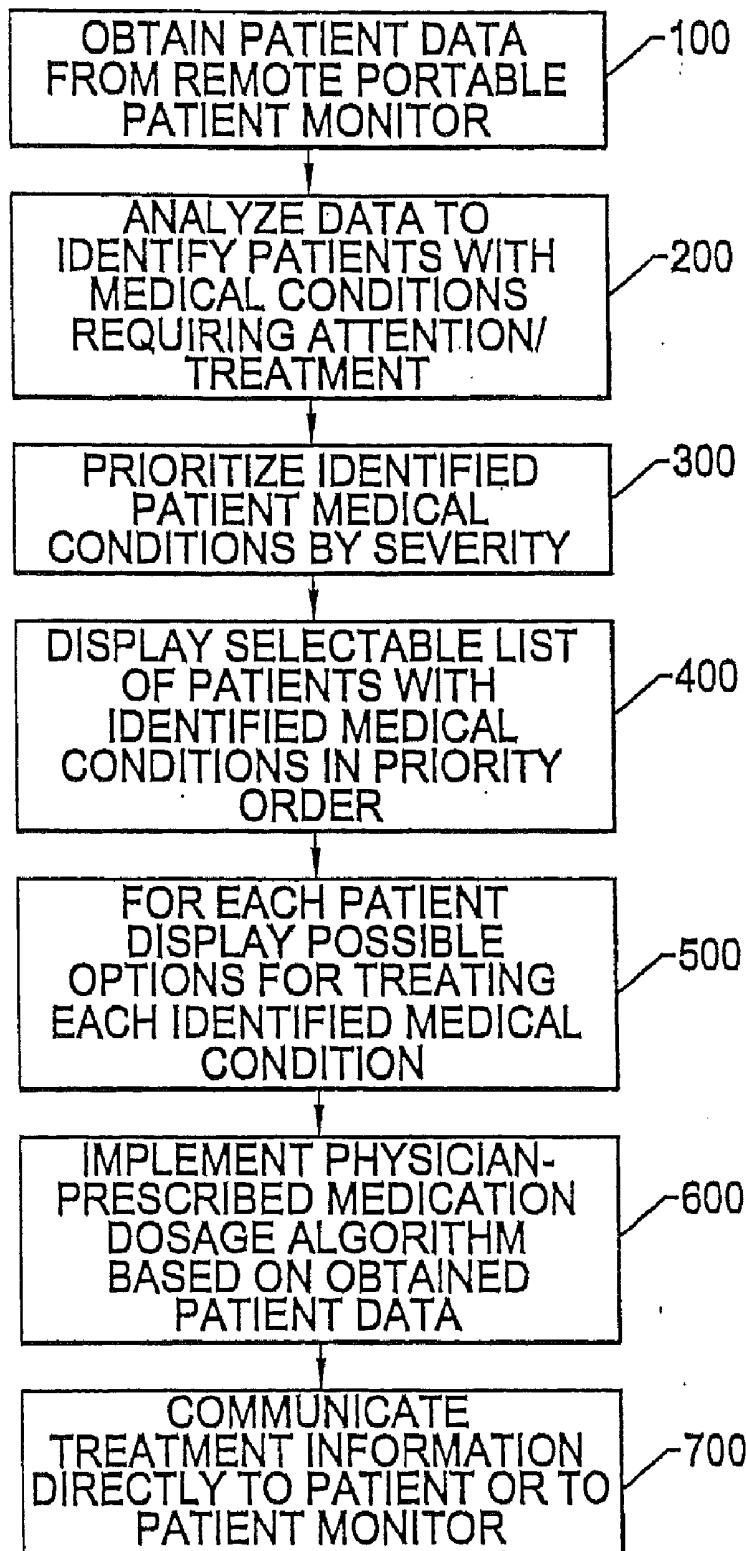 OBTAIN PATIENT DATA
FROM REMOTE PORTABLE
PATIENT MONITOR
100
ANALYZE DATA TO
IDENTIFY PATIENTS WITH
MEDICAL CONDITIONS
REQUIRING ATTENTION/
TREATMENT
200
PRIORITIZE IDENTIFIED
PATIENT MEDICAL
CONDITIONS BY SEVERITY
300
DISPLAY SELECTABLE LIST
OF PATIENTS WITH
IDENTIFIED MEDICAL
CONDITIONS IN PRIORITY
ORDER
400
FOR EACH PATIENT
DISPLAY POSSIBLE
OPTIONS FOR TREATING
EACH IDENTIFIED MEDICAL
CONDITION
500
IMPLEMENT PHYSICIAN-
PRESCRIBED MEDICATION
DOSAGE ALGORITHM
BASED ON OBTAINED
PATIENT DATA
600
COMMUNICATE
TREATMENT INFORMATION
DIRECTLY TO PATIENT OR TO
PATIENT MONITOR
700